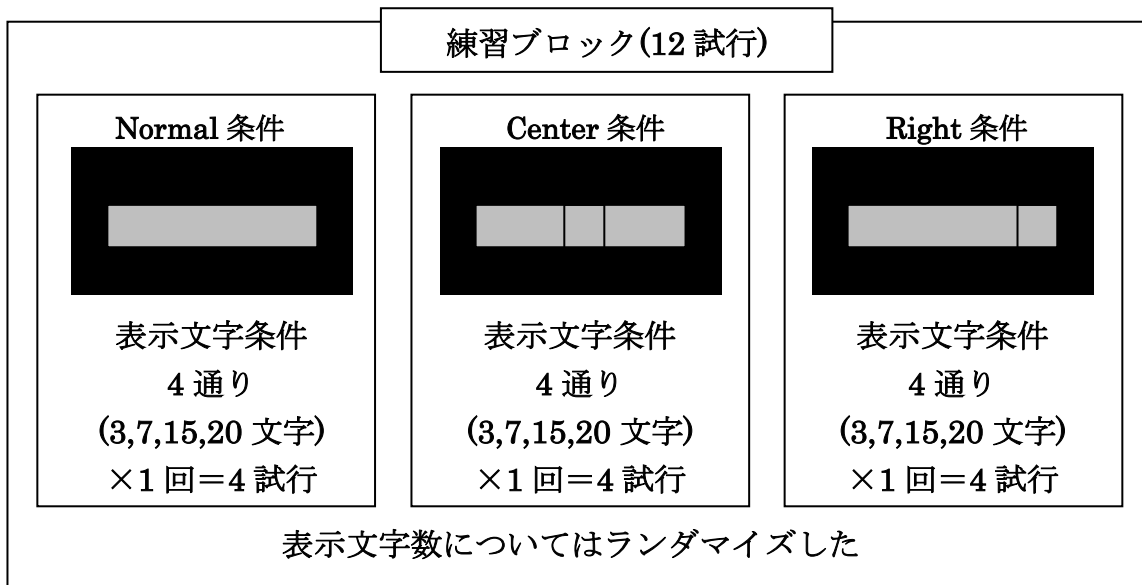 練習ブロック(12 試行)
Normal 条件
表示文字条件
4 通り
(3,7,15,20 文字)
×1 回＝4 試行
Center 条件
表示文字条件
4 通り
(3,7,15,20 文字)
×1 回＝4 試行
Right 条件
表示文字条件
4 通り
(3,7,15,20 文字)
×1 回＝4 試行
表示文字数についてはランダマイズした